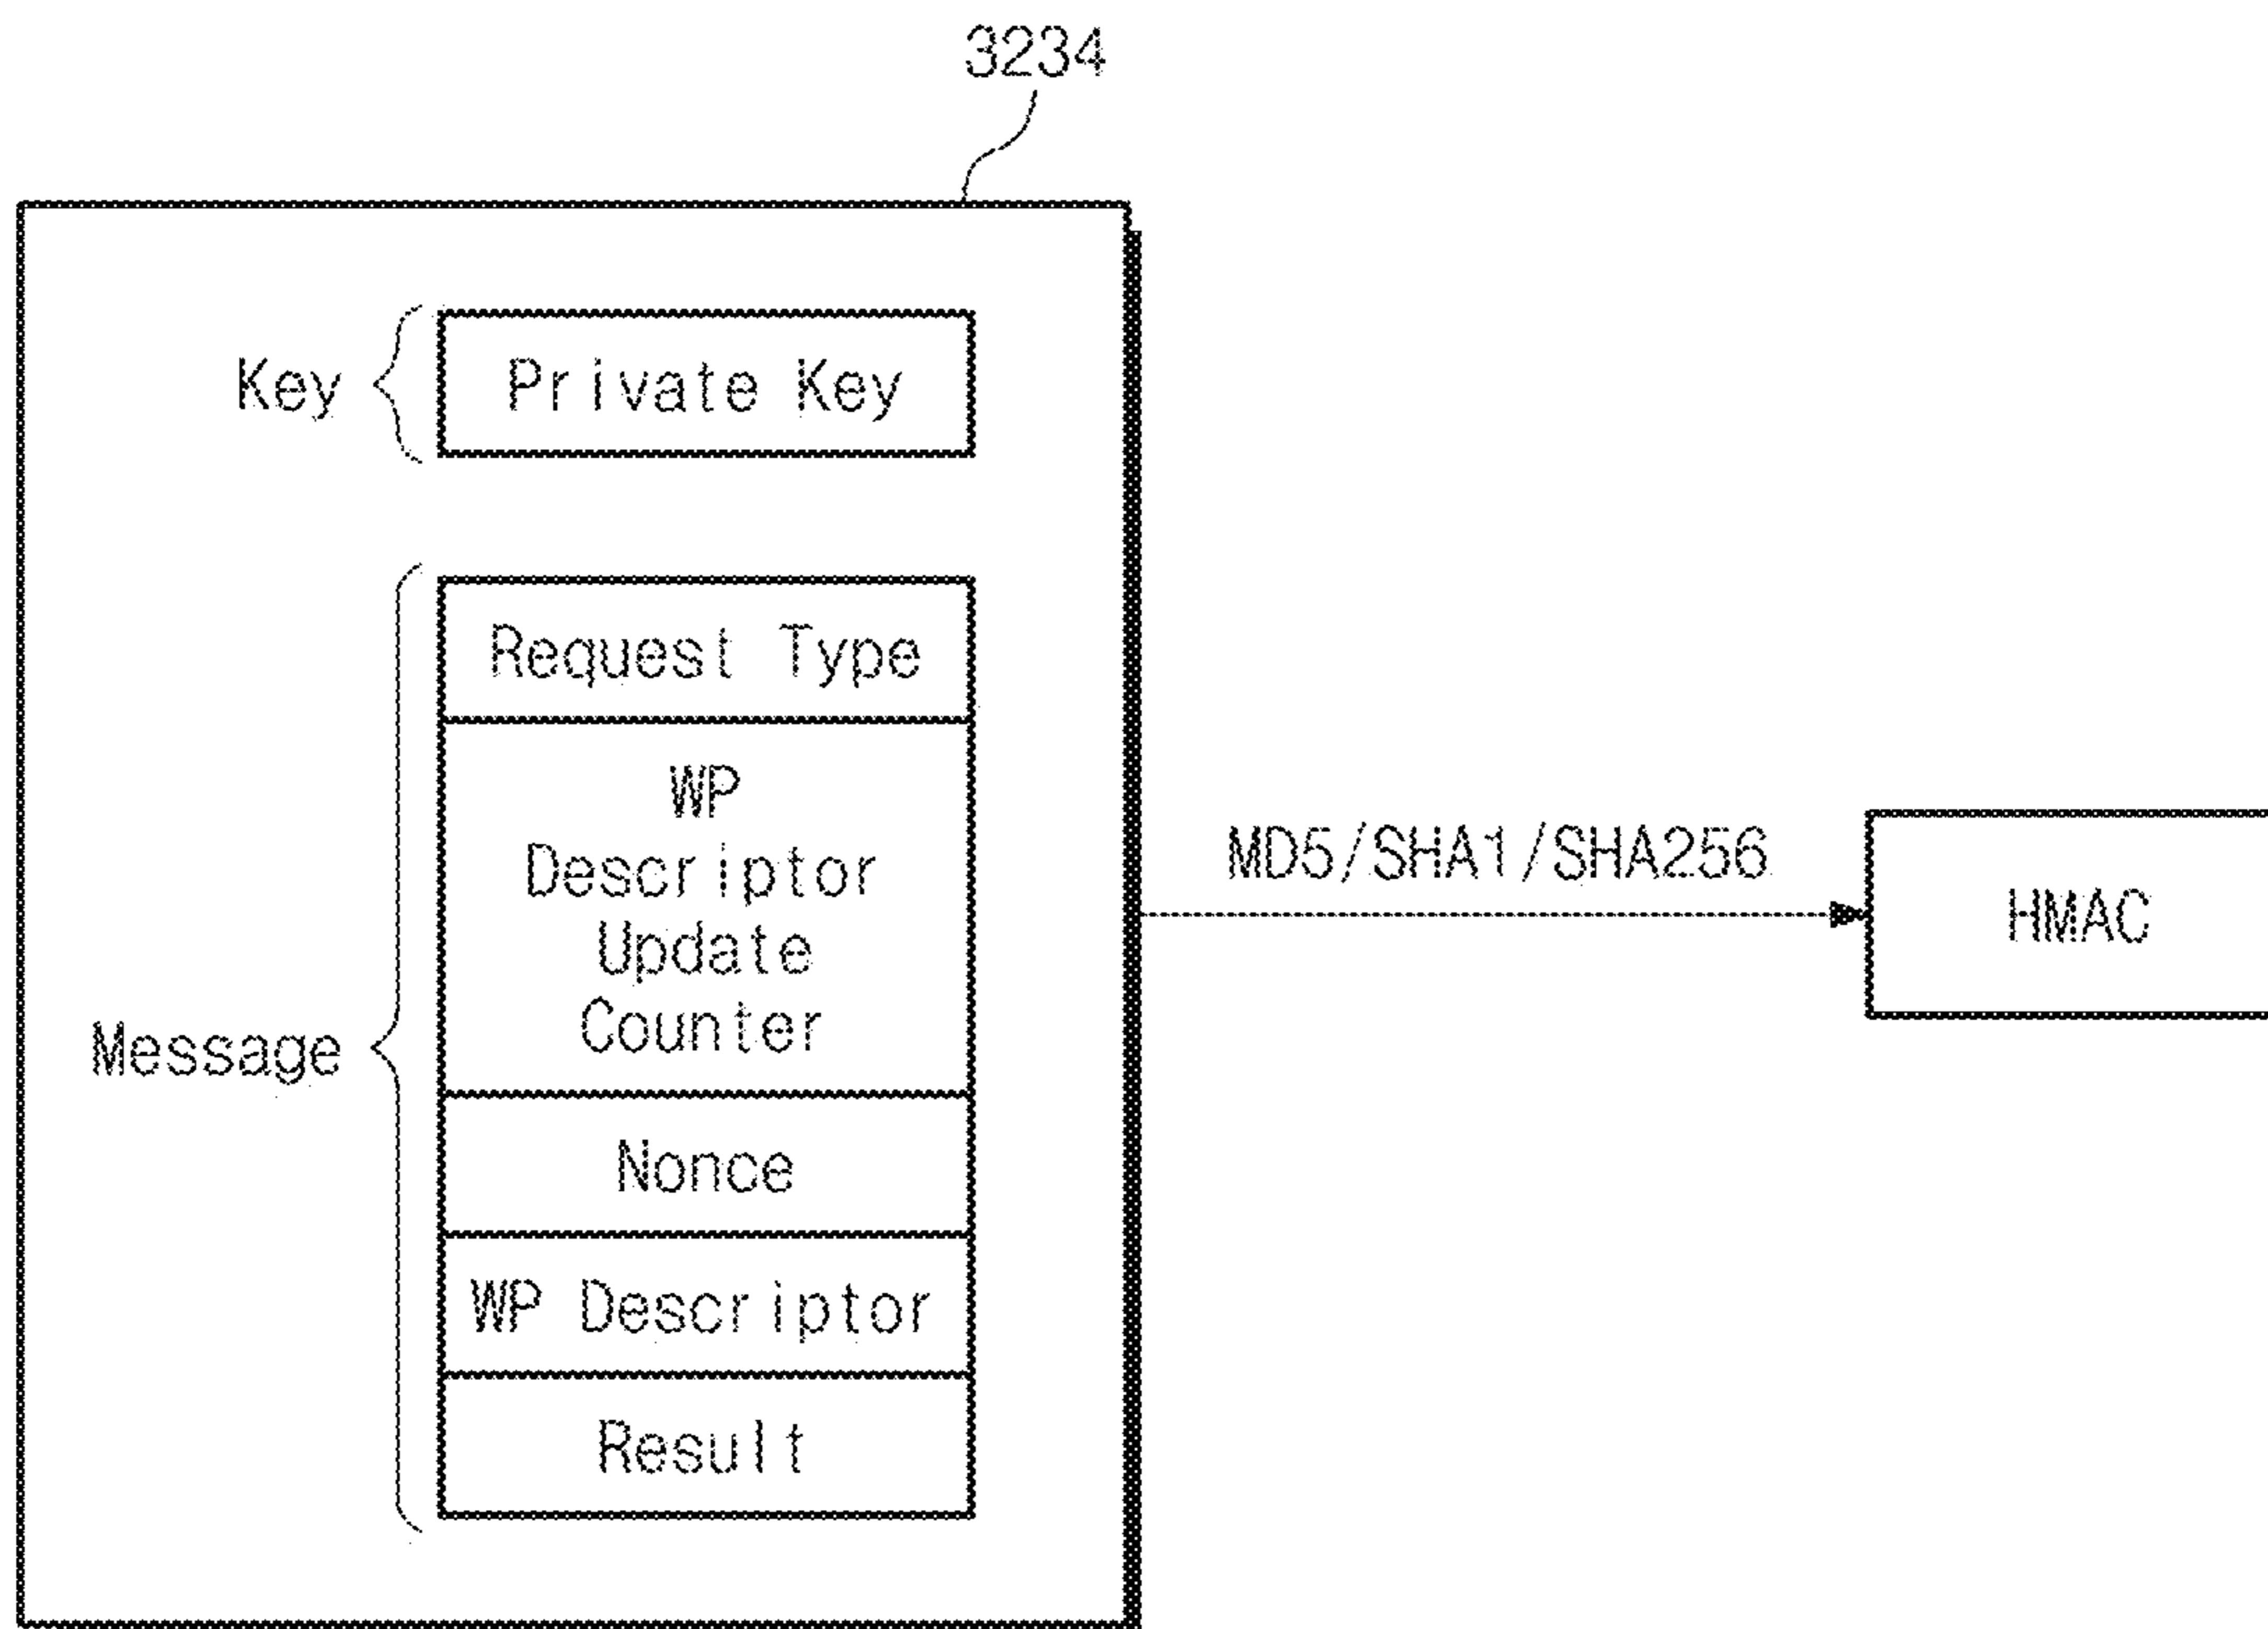 3234
Key
Private Key
Message
Request Type
WP
Descriptor
Update
Counter
Nonce
WP Descriptor
Result
MD5/SHA1/SHA256
HMAC